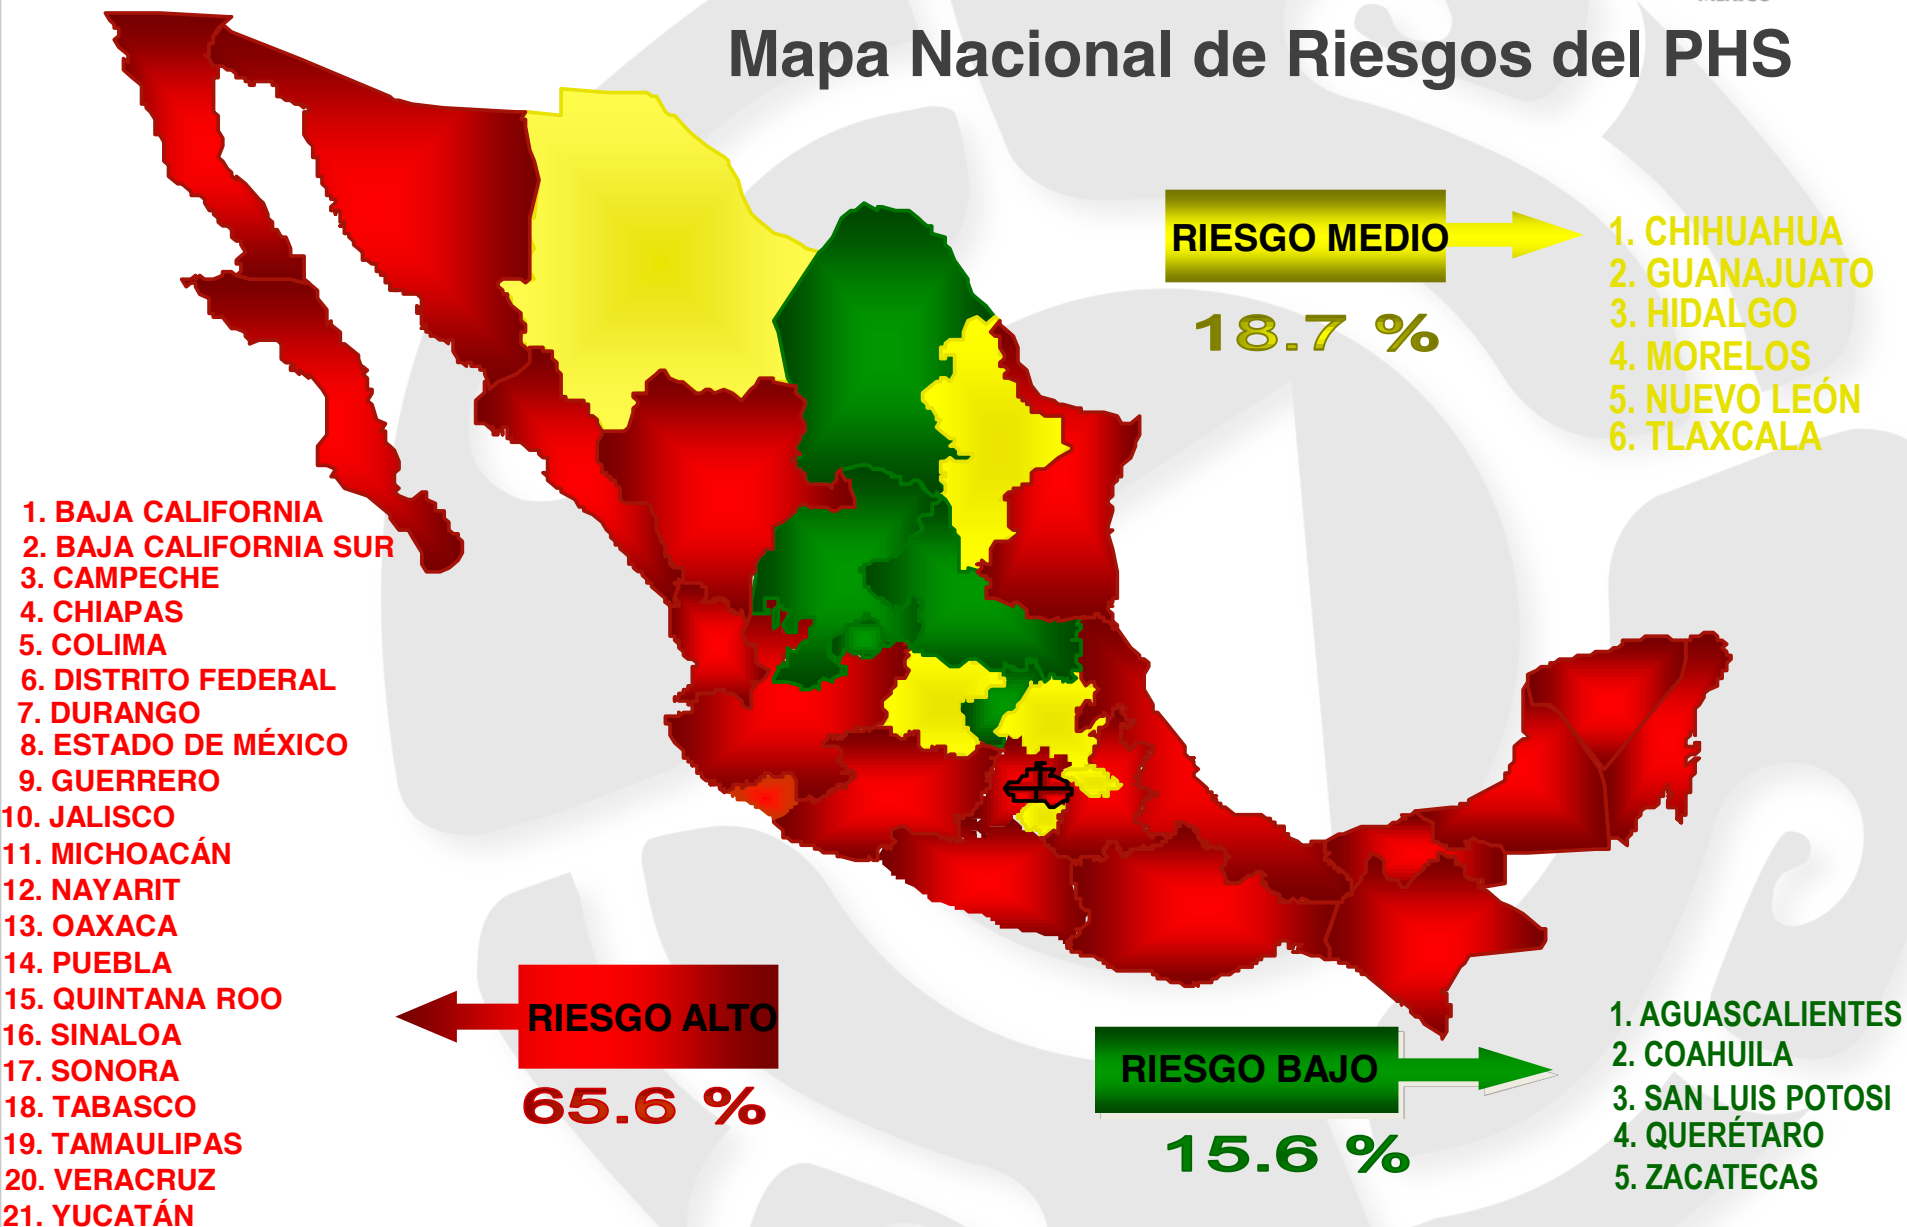 Mapa Nacional de Riesgos del PHS
RIESGO MEDIO
18.7 %
1. CHIHUAHUA
2. GUANAJUATO
3. HIDALGO
4. MORELOS
5. NUEVO LEÓN
6. TLAXCALA
1. BAJA CALIFORNIA
2. BAJA CALIFORNIA SUR
3. CAMPECHE
4. CHIAPAS
5. COLIMA
6. DISTRITO FEDERAL
7. DURANGO
8. ESTADO DE MÉXICO
9. GUERRERO
10. JALISCO
11. MICHOACÁN
12. NAYARIT
13. OAXACA
14. PUEBLA
15. QUINTANA ROO
16. SINALOA
17. SONORA
18. TABASCO
19. TAMAULIPAS
20. VERACRUZ
21. YUCATÁN
RIESGO ALTO
65.6 %
RIESGO BAJO
15.6 %
1. AGUASCALIENTES
2. COAHUILA
3. SAN LUIS POTOSI
4. QUERÉTARO
5. ZACATECAS